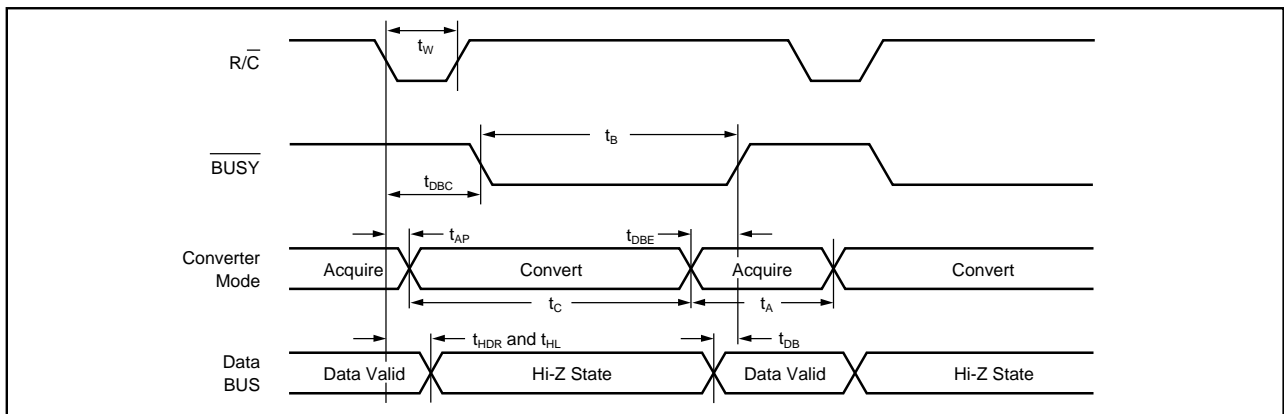 R/C̅
t_W
B̅U̅S̅Y̅
t_B
t_DBC
Converter
Mode
t_AP
t_DBE
Acquire
Convert
Acquire
Convert
t_C
t_A
Data
BUS
t_HDR and t_HL
t_DB
Data Valid
Hi-Z State
Data Valid
Hi-Z State